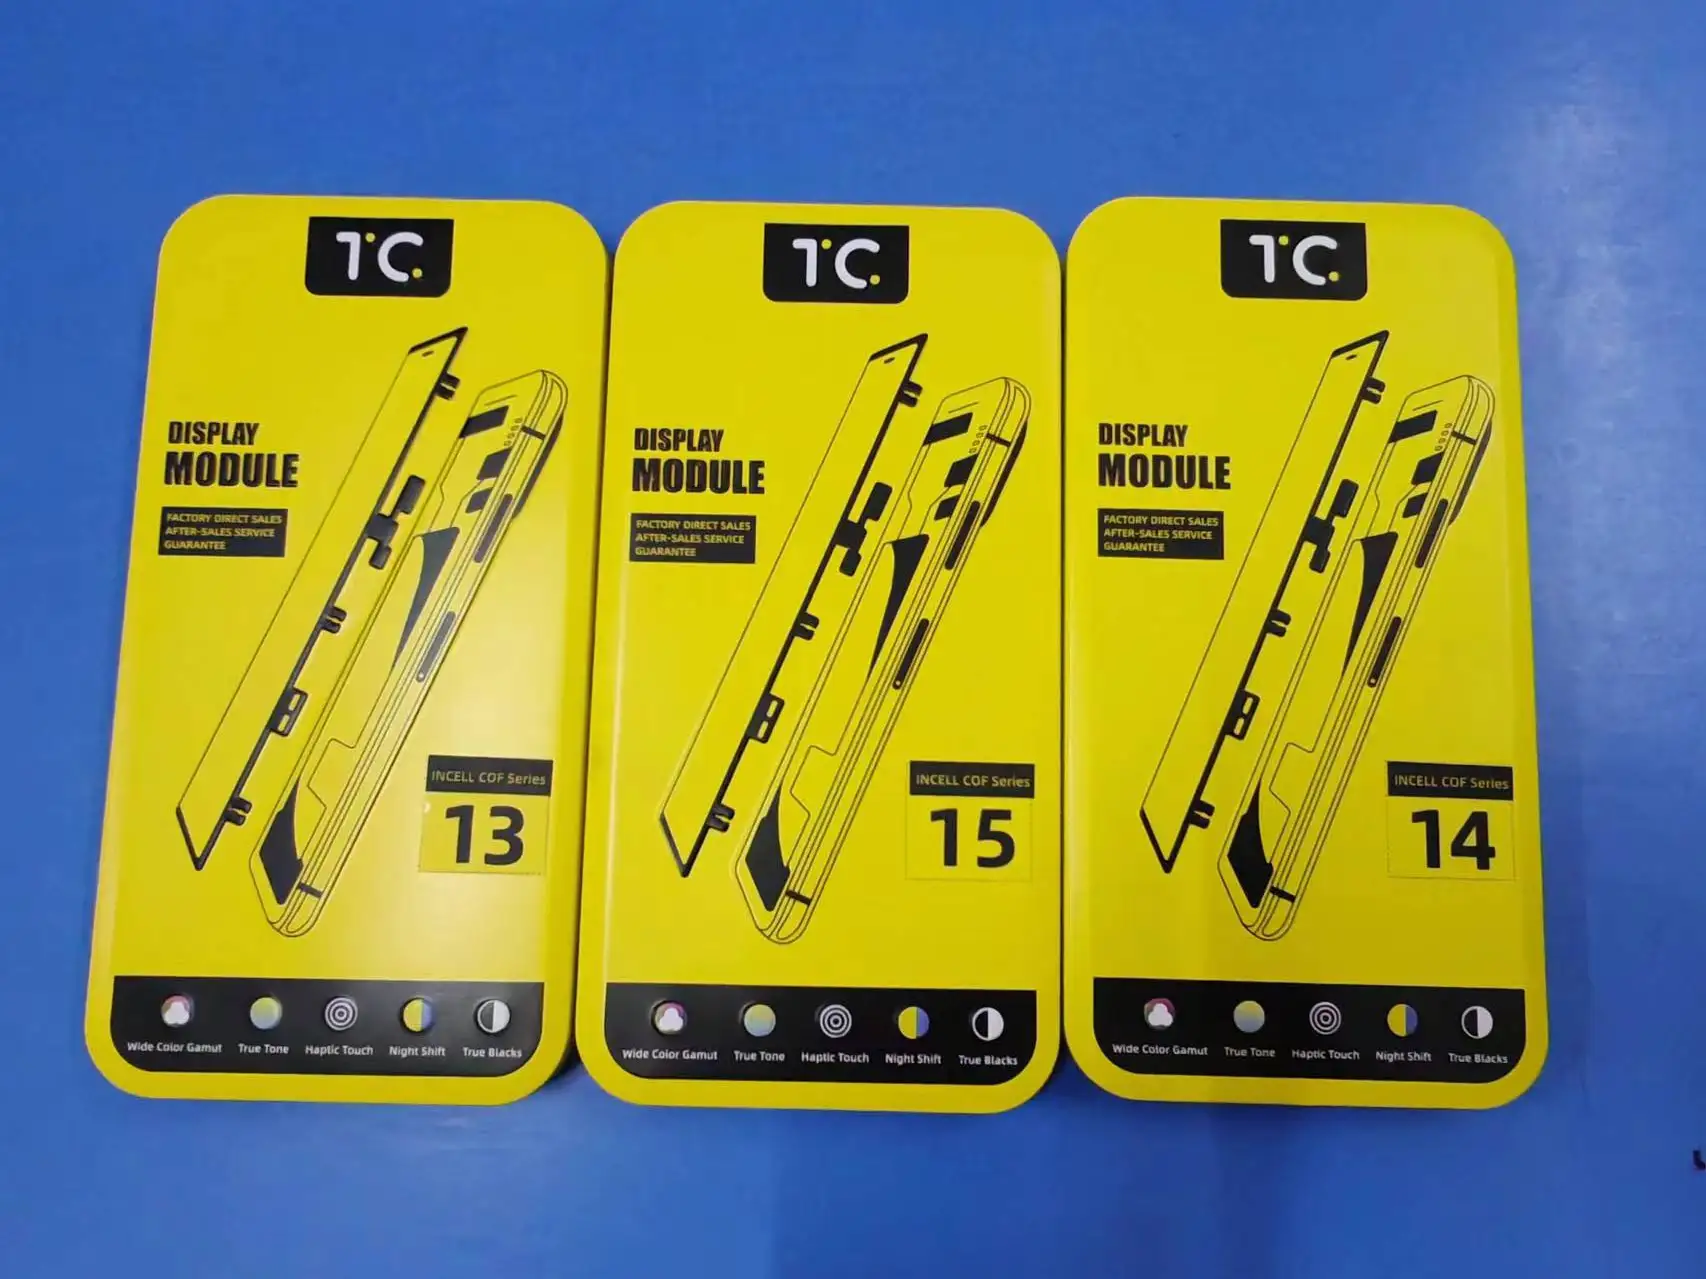 TC
DISPLAY
MODULE
FACTORY DIRECT SALES
AFTER-SALES SERVICE
GUARANTEE
INCELL COF Series
13
Wide Color Gamut True Tone Haptic Touch Night Shift True Blacks
TC
DISPLAY
MODULE
FACTORY DIRECT SALES
AFTER-SALES SERVICE
GUARANTEE
INCELL COF Series
15
Wide Color Gamut True Tone Haptic Touch Night Shift True Blacks
TC
DISPLAY
MODULE
FACTORY DIRECT SALES
AFTER-SALES SERVICE
GUARANTEE
INCELL COF Series
14
Wide Color Gamut True Tone Haptic Touch Night Shift True Blacks